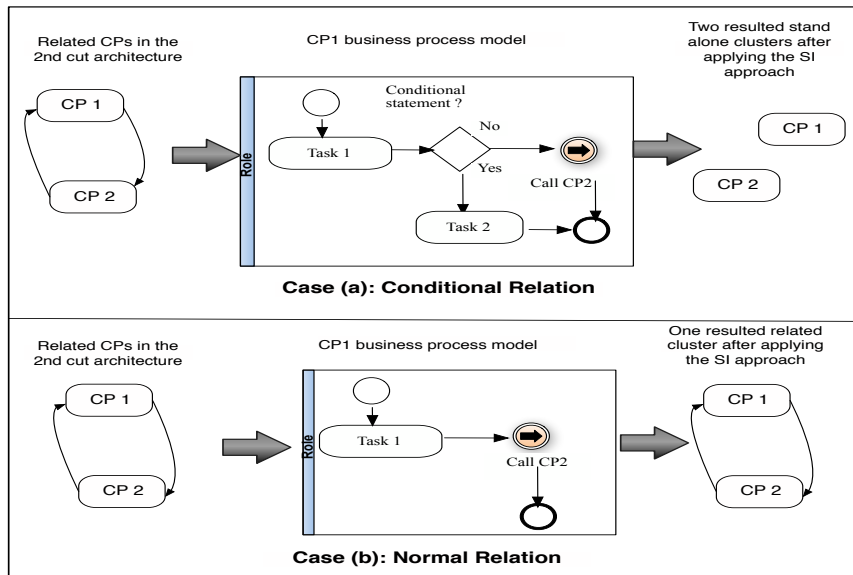 Related CPs in the
2nd cut architecture
CP 1
CP 2
CP1 business process model
Role
Conditional
statement ?
Task 1
No
Yes
Call CP2
Task 2
Two resulted stand
alone clusters after
applying the SI
approach
CP 1
CP 2
Case (a): Conditional Relation
Related CPs in the
2nd cut architecture
CP 1
CP 2
CP1 business process model
Role
Task 1
Call CP2
One resulted related
cluster after applying
the SI approach
CP 1
CP 2
Case (b): Normal Relation